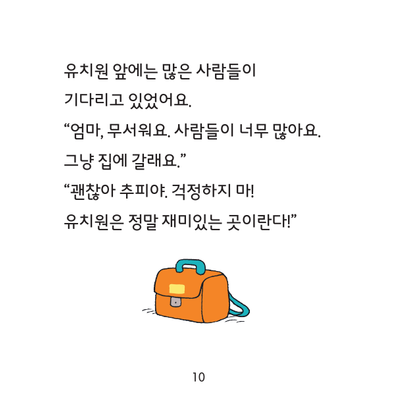 유치원 앞에는 많은 사람들이
기다리고 있었어요.
“엄마, 무서워요. 사람들이 너무 많아요.
그냥 집에 갈래요.”
“괜찮아 추피야. 걱정하지 마!
유치원은 정말 재미있는 곳이란다!”
10